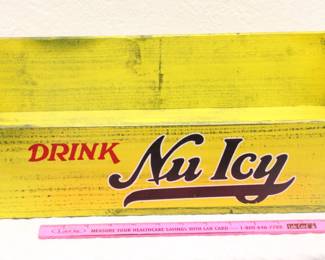 DRINK Nu Icy
MEASURE YOUR HEALTHCARE SAVINGS WITH LAB CARD